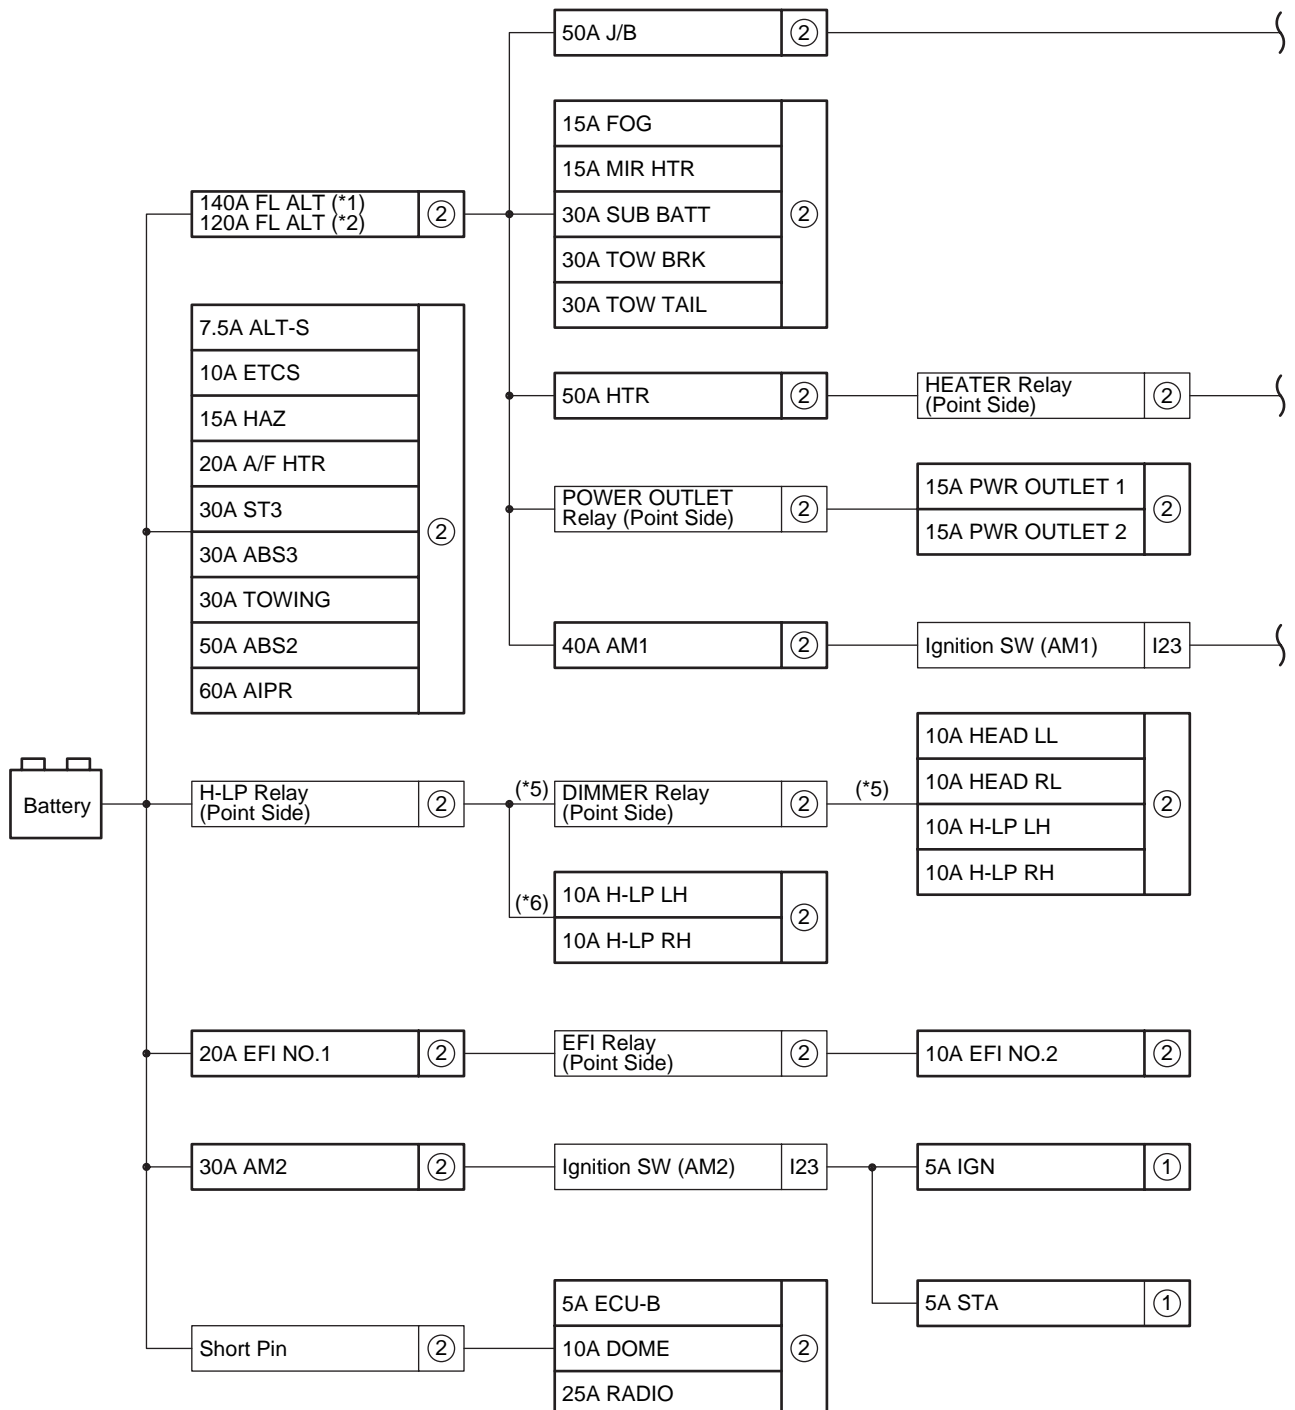 50A J/B
②
15A FOG
15A MIR HTR
30A SUB BATT
30A TOW BRK
30A TOW TAIL
②
140A FL ALT (*1)
120A FL ALT (*2)
②
7.5A ALT-S
10A ETCS
15A HAZ
20A A/F HTR
30A ST3
30A ABS3
30A TOWING
50A ABS2
60A AIPR
②
50A HTR
②
HEATER Relay
(Point Side)
②
POWER OUTLET
Relay (Point Side)
②
15A PWR OUTLET 1
15A PWR OUTLET 2
②
40A AM1
②
Ignition SW (AM1)
I23
Battery
H-LP Relay
(Point Side)
②
(*5)
DIMMER Relay
(Point Side)
②
(*5)
10A HEAD LL
10A HEAD RL
10A H-LP LH
10A H-LP RH
②
(*6)
10A H-LP LH
10A H-LP RH
②
20A EFI NO.1
②
EFI Relay
(Point Side)
②
10A EFI NO.2
②
30A AM2
②
Ignition SW (AM2)
I23
5A IGN
①
5A STA
①
Short Pin
②
5A ECU-B
10A DOME
25A RADIO
②